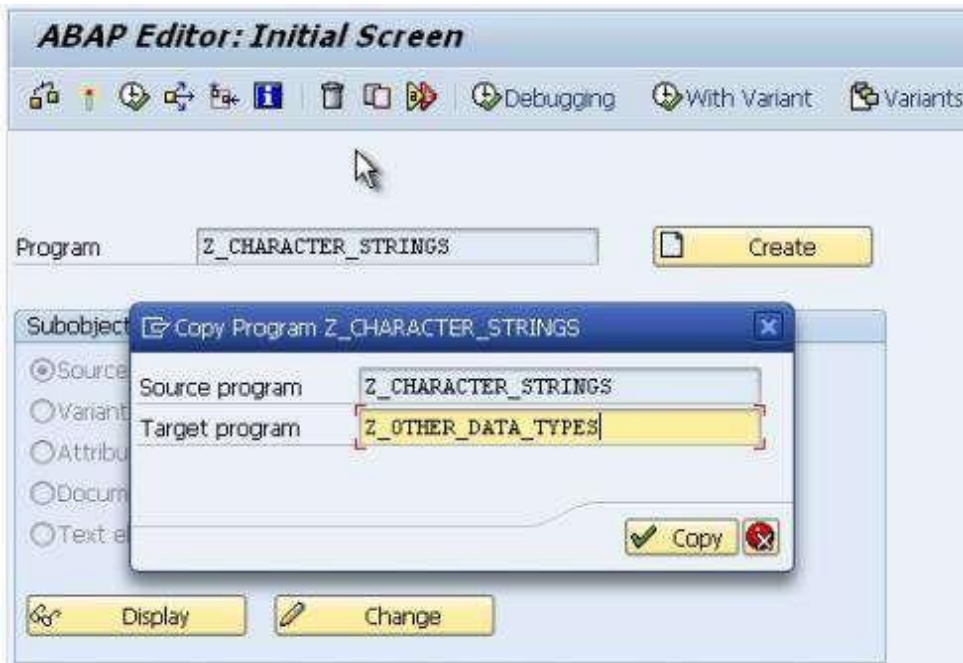 ABAP Editor: Initial Screen
Debugging With Variant Variants
Program Z_CHARACTER_STRINGS Create
Subobject
Copy Program Z_CHARACTER_STRINGS
Source
Source program Z_CHARACTER_STRINGS
Variant
Target program Z_OTHER_DATA_TYPES
Attribu
Docum
Text el
Copy
Display Change